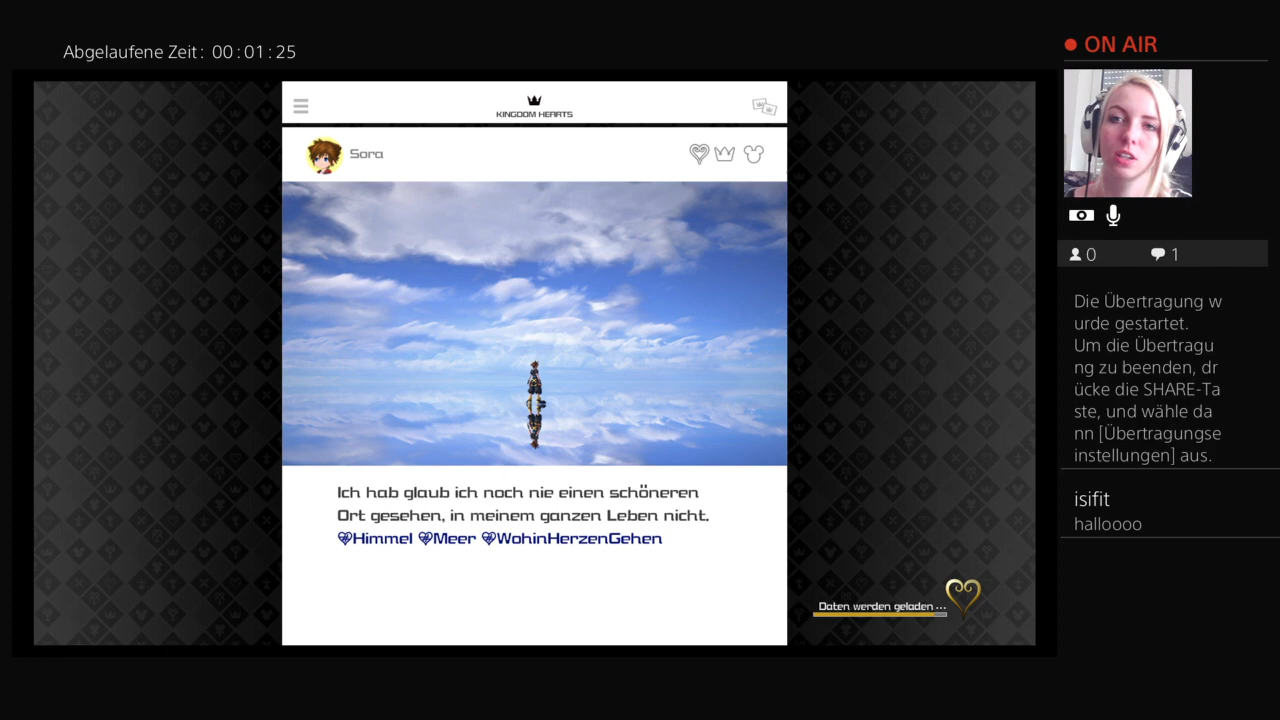 Abgelaufene Zeit: 00:01:25
ON AIR
KINGDOM HEARTS
Sora
Ich hab glaub ich noch nie einen schöneren
Ort gesehen, in meinem ganzen Leben nicht.
Himmel Meer WohinHerzenGehen
Daten werden geladen ...
0 1
Die Übertragung w
urde gestartet.
Um die Übertragu
ng zu beenden, dr
ücke die SHARE-Ta
ste, und wähle da
nn [Übertragungse
instellungen] aus.
isifit
halloooo